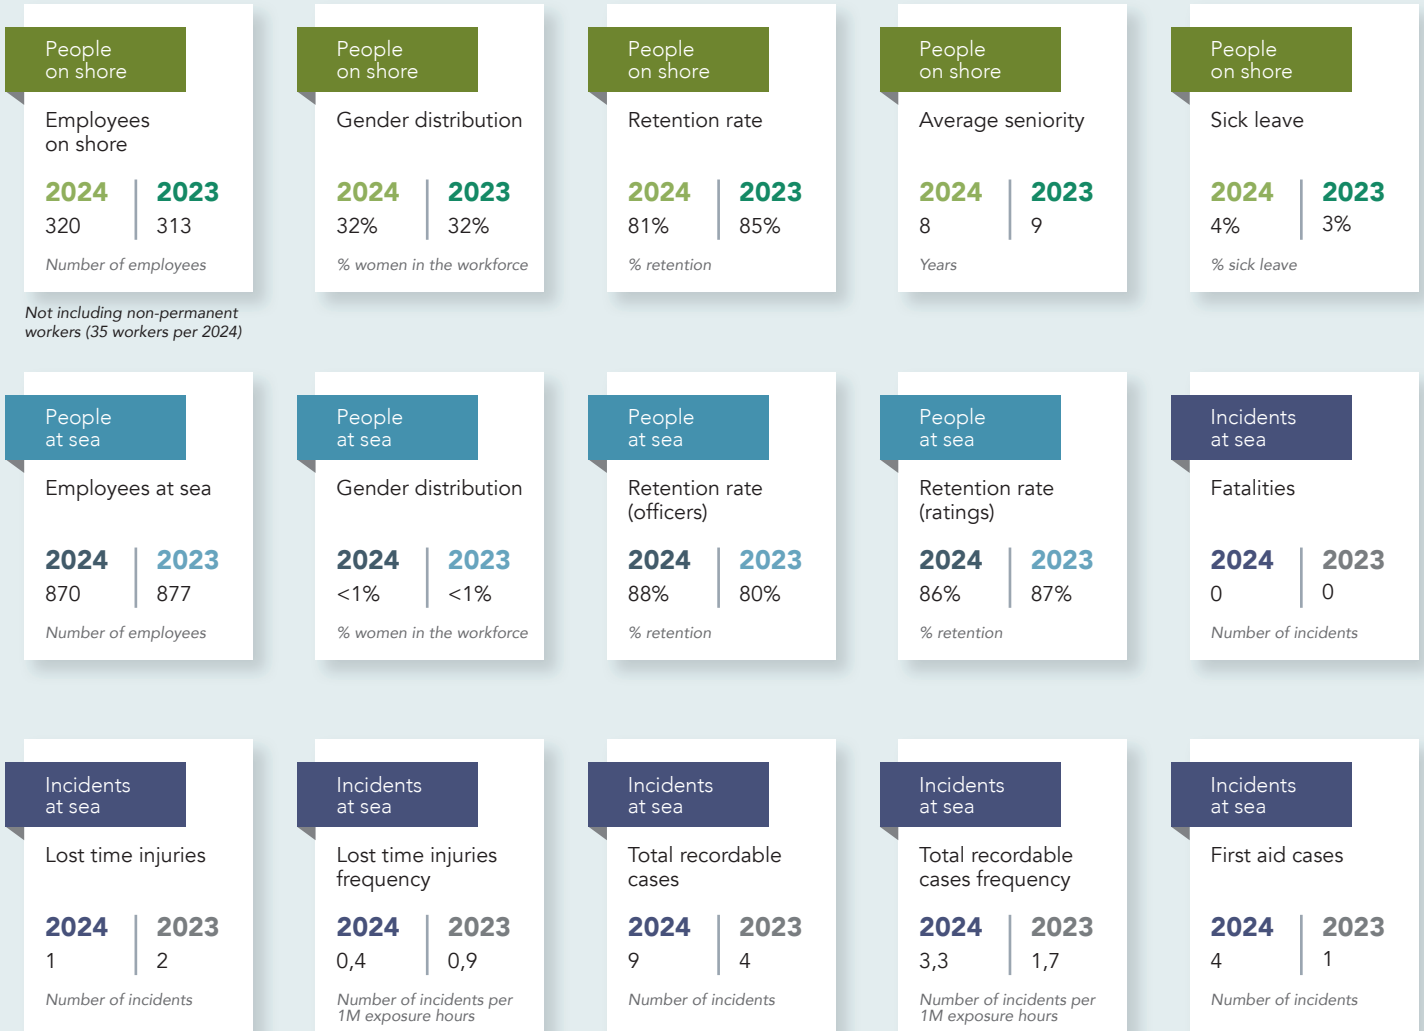 People
on shore
Employees
on shore
2024 2023
320 313
Number of employees
Not including non-permanent
workers (35 workers per 2024)
People
on shore
Gender distribution
2024 2023
32% 32%
% women in the workforce
People
on shore
Retention rate
2024 2023
81% 85%
% retention
People
on shore
Average seniority
2024 2023
8 9
Years
People
on shore
Sick leave
2024 2023
4% 3%
% sick leave
People
at sea
Employees at sea
2024 2023
870 877
Number of employees
People
at sea
Gender distribution
2024 2023
<1% <1%
% women in the workforce
People
at sea
Retention rate
(officers)
2024 2023
88% 80%
% retention
People
at sea
Retention rate
(ratings)
2024 2023
86% 87%
% retention
Incidents
at sea
Fatalities
2024 2023
0 0
Number of incidents
Incidents
at sea
Lost time injuries
2024 2023
1 2
Number of incidents
Incidents
at sea
Lost time injuries
frequency
2024 2023
0,4 0,9
Number of incidents per
1M exposure hours
Incidents
at sea
Total recordable
cases
2024 2023
9 4
Number of incidents
Incidents
at sea
Total recordable
cases frequency
2024 2023
3,3 1,7
Number of incidents per
1M exposure hours
Incidents
at sea
First aid cases
2024 2023
4 1
Number of incidents